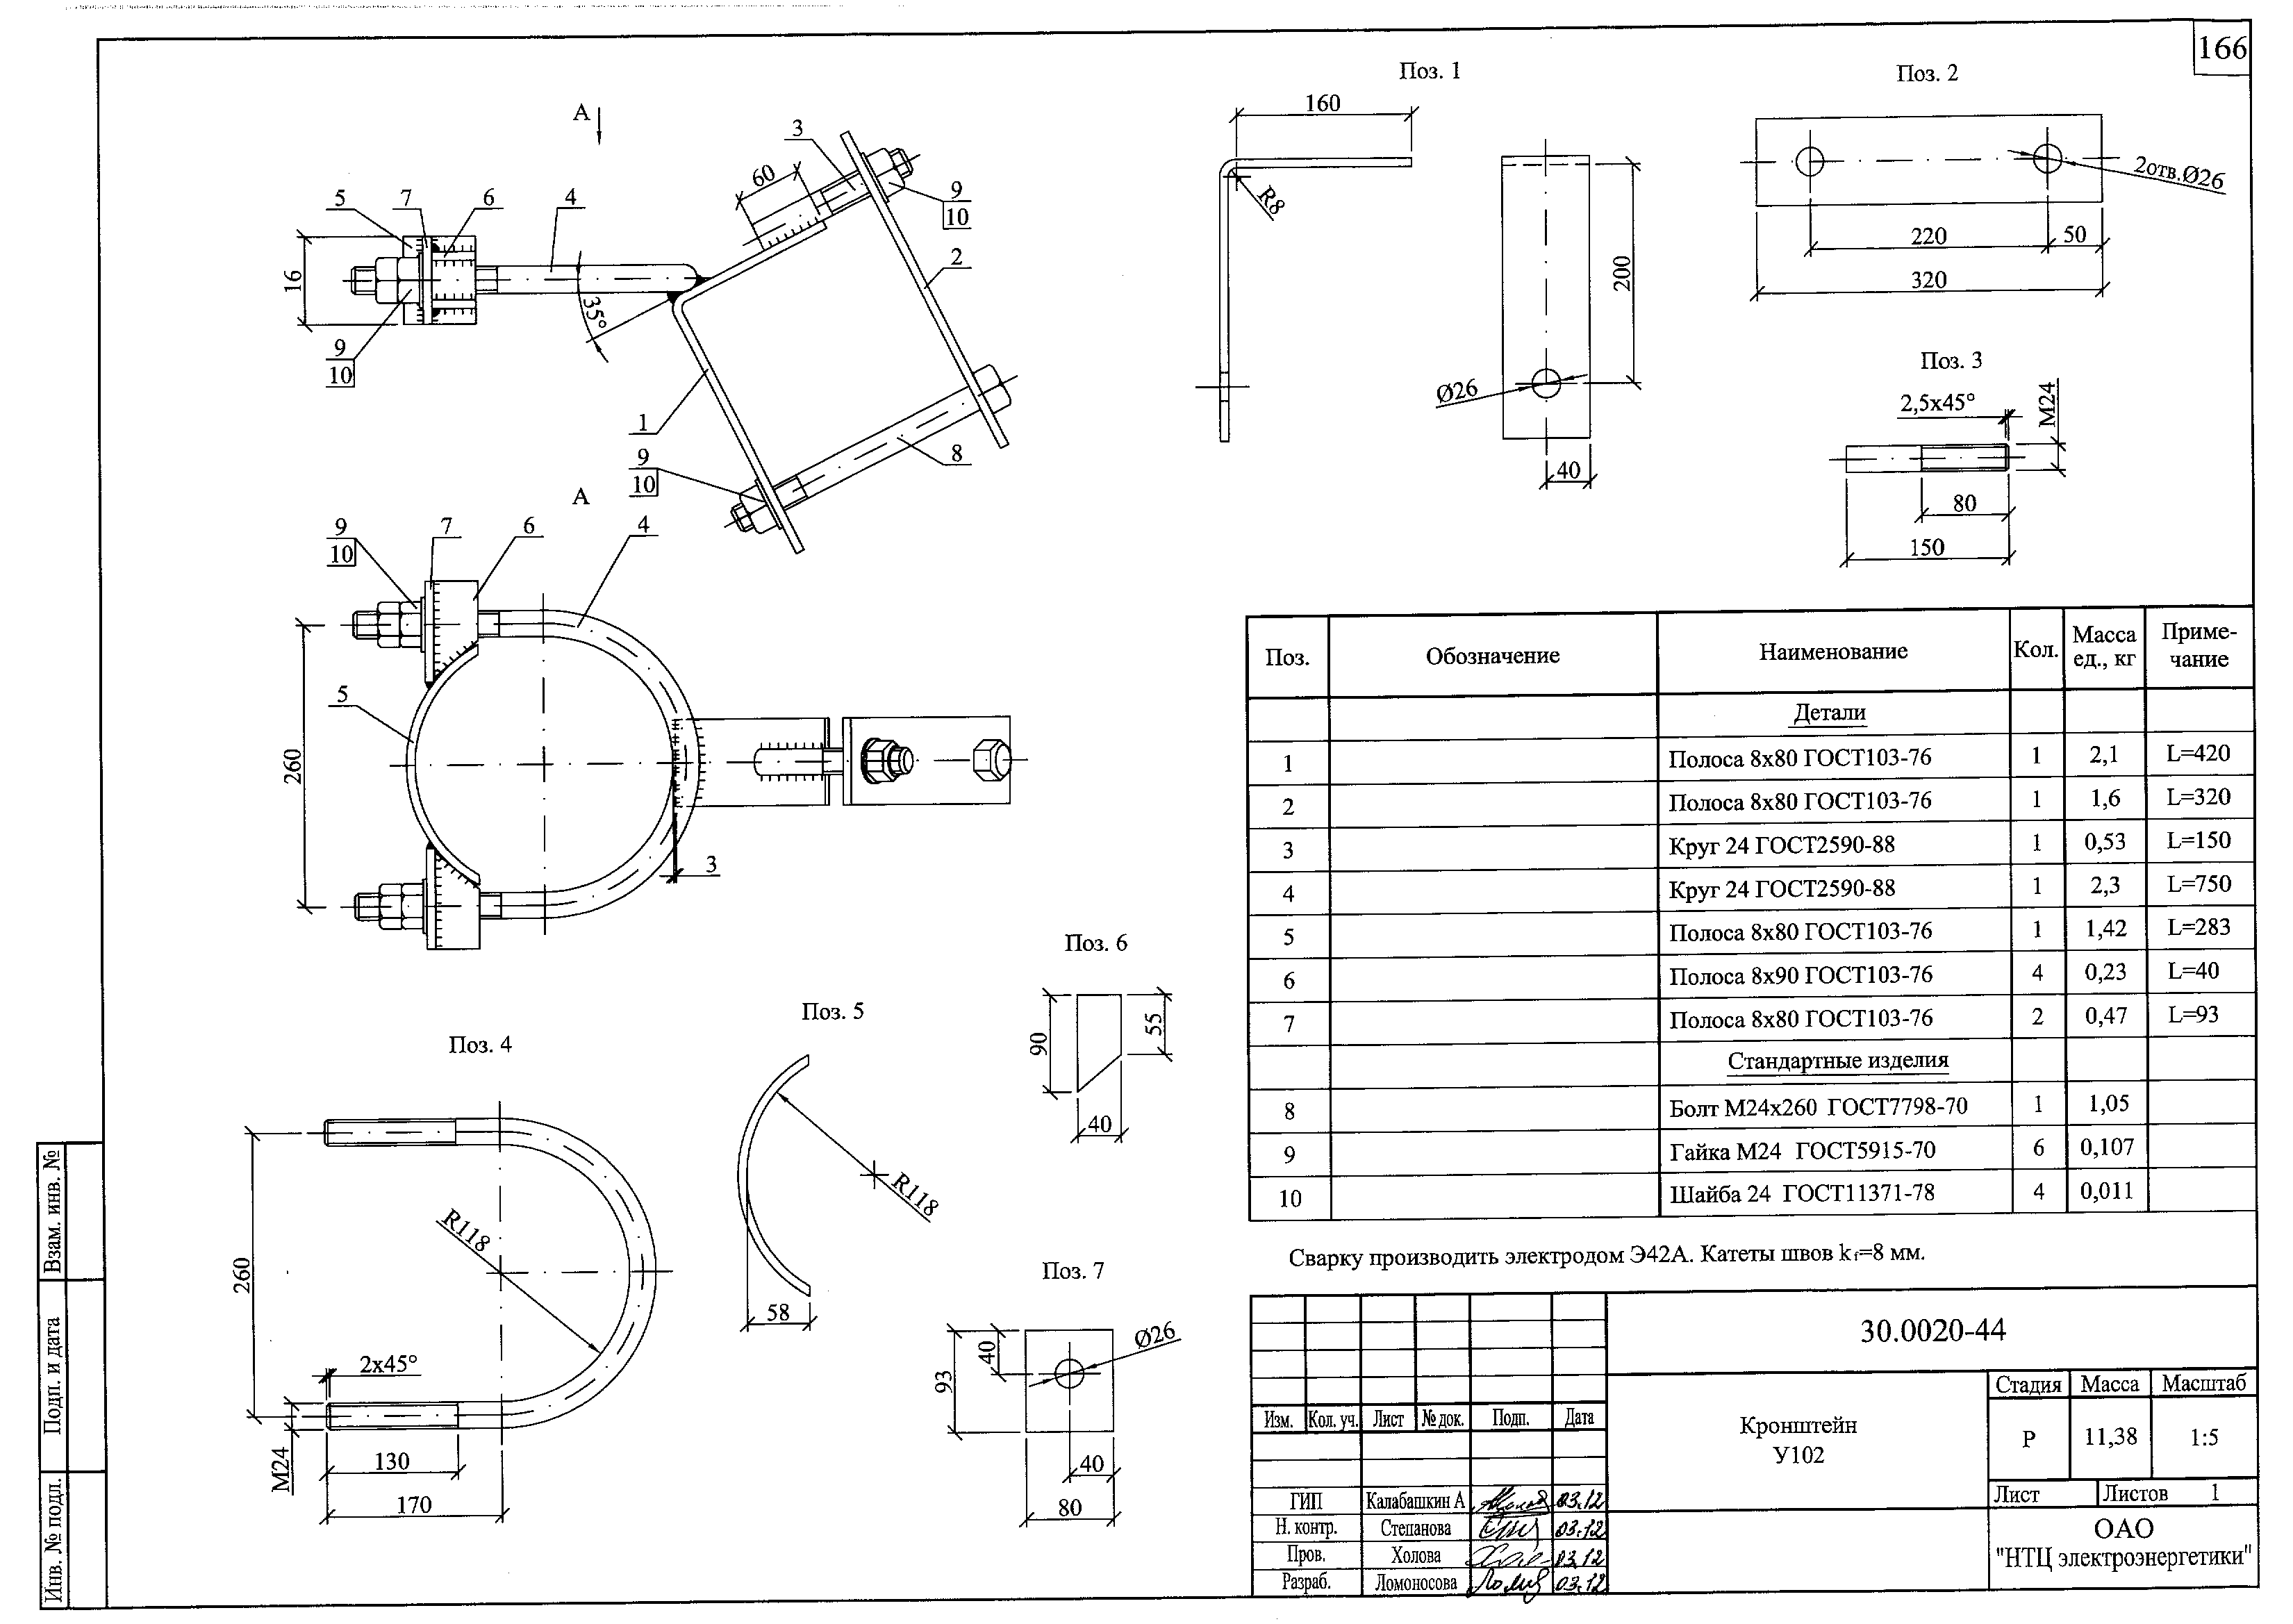 166
А
5
7
6
4
16
9
10
35°
60
3
9
10
2
1
9
10
8
Поз. 1
160
R8
200
Ø26
40
Поз. 2
2отв.Ø26
220
50
320
Поз. 3
2,5x45°
М24
80
150
А
9
10
7
6
4
5
260
3
Поз. 4
260
R118
2x45°
М24
130
170
Поз. 5
R118
58
Поз. 6
90
55
40
Поз. 7
Ø26
93
40
40
80
Поз. Обозначение Наименование Кол. Масса ед., кг Приме-чание
Детали
1 Полоса 8x80 ГОСТ103-76 1 2,1 L=420
2 Полоса 8x80 ГОСТ103-76 1 1,6 L=320
3 Круг 24 ГОСТ2590-88 1 0,53 L=150
4 Круг 24 ГОСТ2590-88 1 2,3 L=750
5 Полоса 8x80 ГОСТ103-76 1 1,42 L=283
6 Полоса 8x90 ГОСТ103-76 4 0,23 L=40
7 Полоса 8x80 ГОСТ103-76 2 0,47 L=93
Стандартные изделия
8 Болт М24x260 ГОСТ7798-70 1 1,05
9 Гайка М24 ГОСТ5915-70 6 0,107
10 Шайба 24 ГОСТ11371-78 4 0,011
Сварку производить электродом Э42А. Катеты швов kf=8 мм.
30.0020-44
Изм. Кол. уч. Лист № док. Подп. Дата
Кронштейн
У102
Стадия Масса Масштаб
Р 11,38 1:5
Лист Листов 1
ГИП Калабашкин А 03.12
Н. контр. Степанова 03.12
Пров. Холова 03.12
Разраб. Ломоносова 03.12
ОАО
"НТЦ электроэнергетики"
Взам. инв. №
Подп. и дата
Инв. № подл.